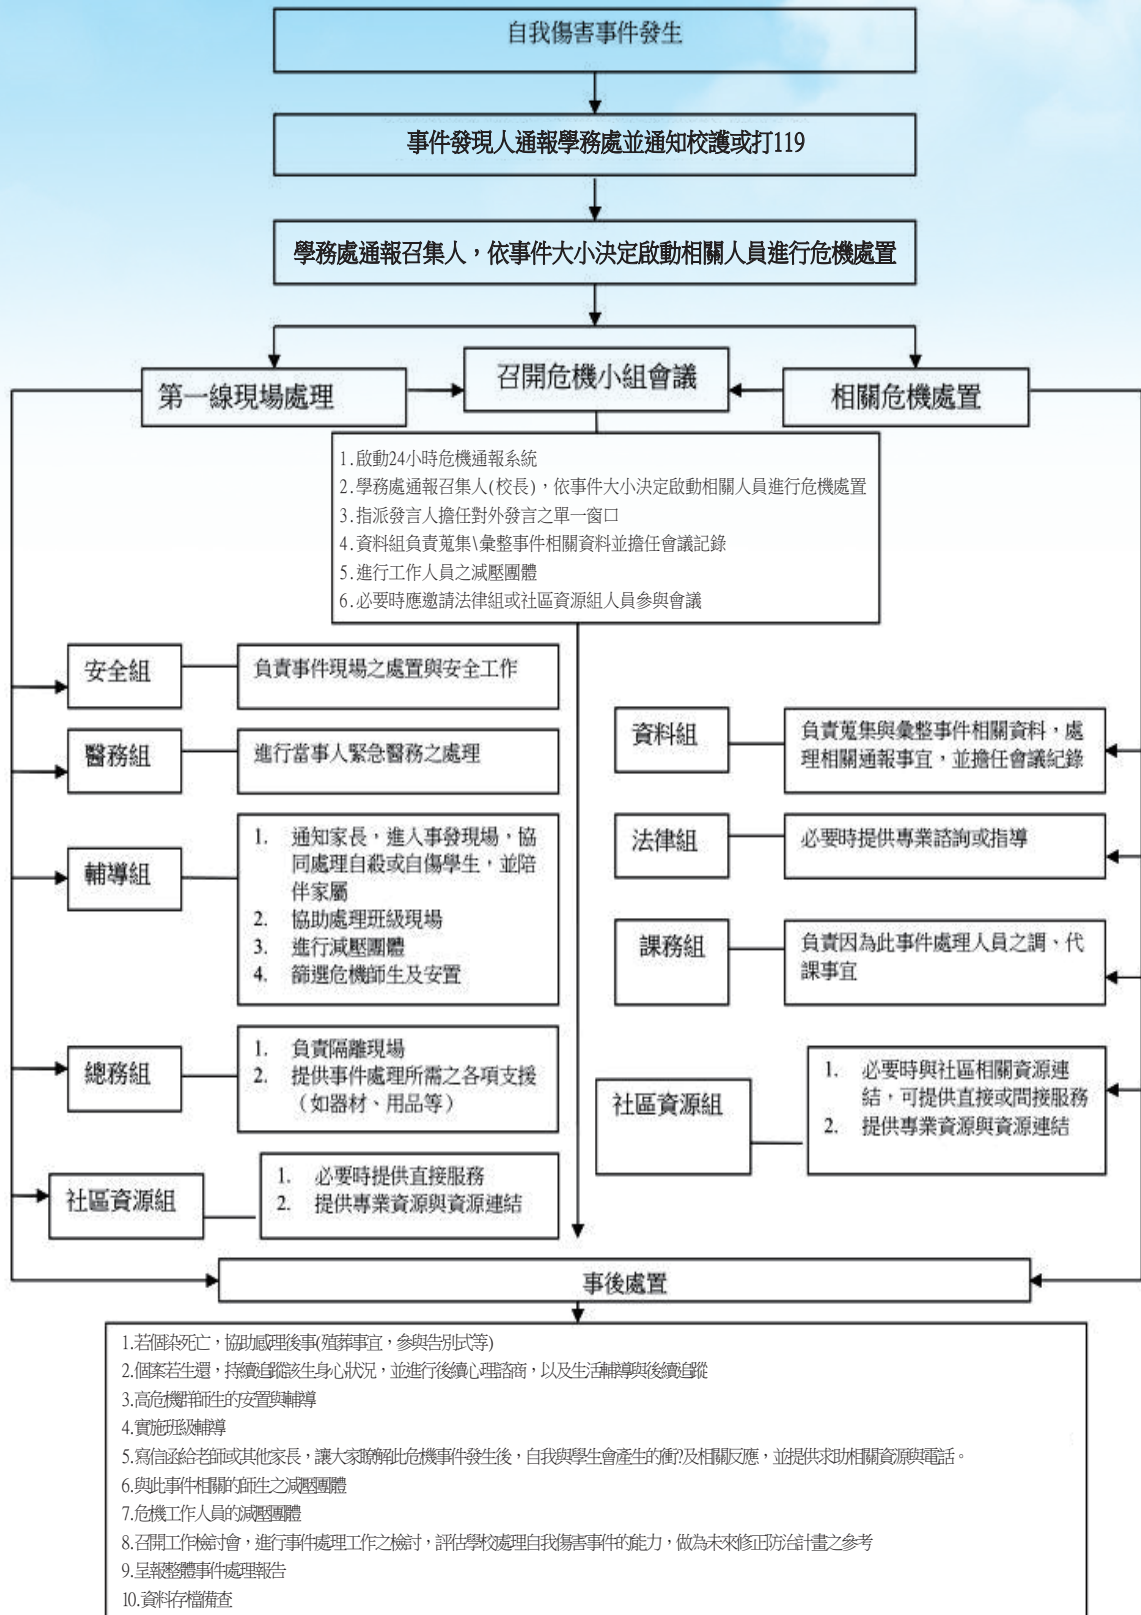 自我傷害事件發生
事件發現人通報學務處並通知校護或打119
學務處通報召集人，依事件大小決定啟動相關人員進行危機處置
第一線現場處理
召開危機小組會議
相關危機處置
1.啟動24小時危機通報系統
2.學務處通報召集人(校長)，依事件大小決定啟動相關人員進行危機處置
3.指派發言人擔任對外發言之單一窗口
4.資料組負責蒐集\彙整事件相關資料並擔任會議記錄
5.進行工作人員之減壓團體
6.必要時應邀請法律組或社區資源組人員參與會議
安全組
負責事件現場之處置與安全工作
醫務組
進行當事人緊急醫務之處理
輔導組
1. 通知家長，進入事發現場，協
同處理自殺或自傷學生，並陪
伴家屬
2. 協助處理班級現場
3. 進行減壓團體
4. 篩選危機師生及安置
總務組
1. 負責隔離現場
2. 提供事件處理所需之各項支援
（如器材、用品等）
社區資源組
1. 必要時提供直接服務
2. 提供專業資源與資源連結
資料組
負責蒐集與彙整事件相關資料，處
理相關通報事宜，並擔任會議紀錄
法律組
必要時提供專業諮詢或指導
課務組
負責因為此事件處理人員之調、代
課事宜
社區資源組
1. 必要時與社區相關資源連
結，可提供直接或間接服務
2. 提供專業資源與資源連結
事後處置
1.若個染死亡，協助感理後事(殖葬事宜，參與告別式等)
2.個案若生還，持續追蹤該生身心狀況，並進行後續心理諮商，以及生活輔導與後續追蹤
3.高危機群師生的安置與輔導
4.實施班級輔導
5.寫信函給老師或其他家長，讓大家瞭解此危機事件發生後，自我與學生會產生的衝?及相關反應，並提供求助相關資源與電話。
6.與此事件相關的師生之減壓團體
7.危機工作人員的減壓團體
8.召開工作檢討會，進行事件處理工作之檢討，評估學校處理自我傷害事件的能力，做為未來修正防治計畫之參考
9.呈報整體事件處理報告
10.資料存檔備查